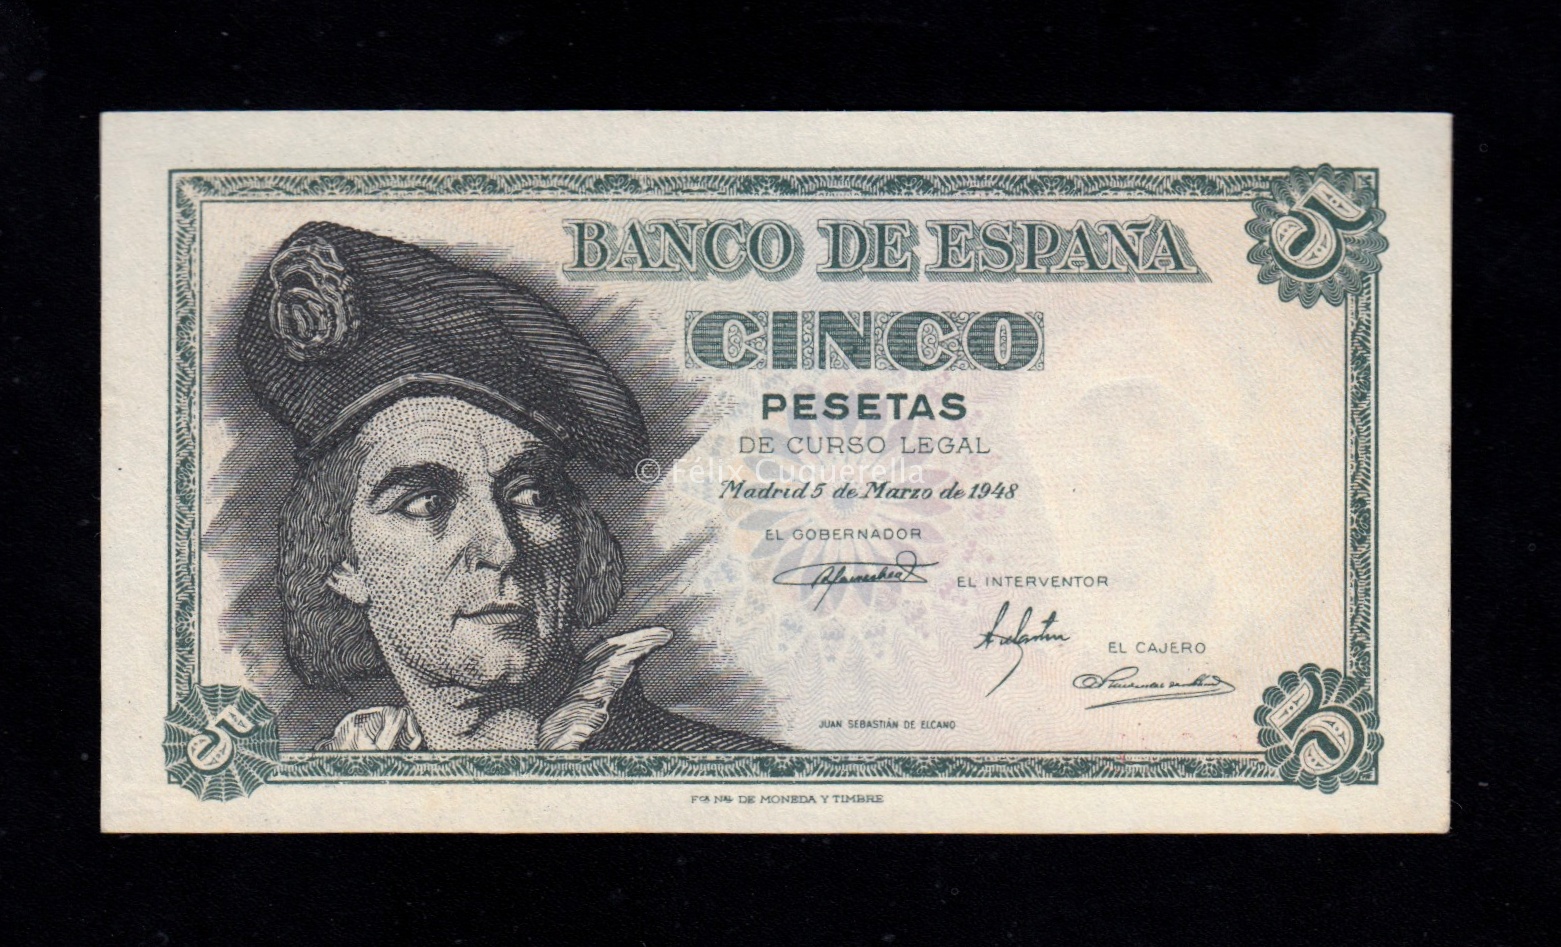 BANCO DE ESPAÑA
5
CINCO
PESETAS
DE CURSO LEGAL
© Félix Cuquerella
Madrid 5 de Marzo de 1948
EL GOBERNADOR
EL INTERVENTOR
EL CAJERO
JUAN SEBASTIÁN DE ELCANO
5
5
Fca Nal DE MONEDA Y TIMBRE